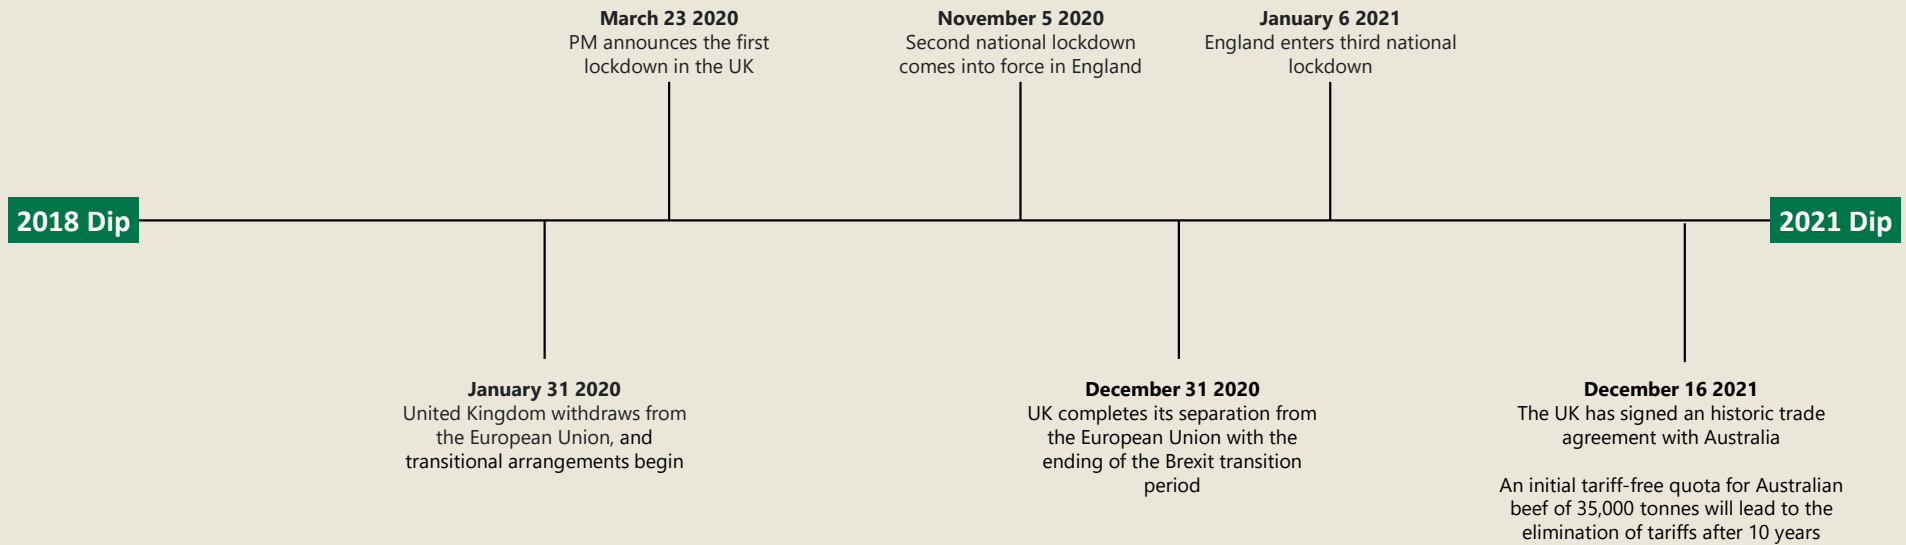 March 23 2020
PM announces the first
lockdown in the UK
November 5 2020
Second national lockdown
comes into force in England
January 6 2021
England enters third national
lockdown
2018 Dip
2021 Dip
January 31 2020
United Kingdom withdraws from
the European Union, and
transitional arrangements begin
December 31 2020
UK completes its separation from
the European Union with the
ending of the Brexit transition
period
December 16 2021
The UK has signed an historic trade
agreement with Australia
An initial tariff-free quota for Australian
beef of 35,000 tonnes will lead to the
elimination of tariffs after 10 years